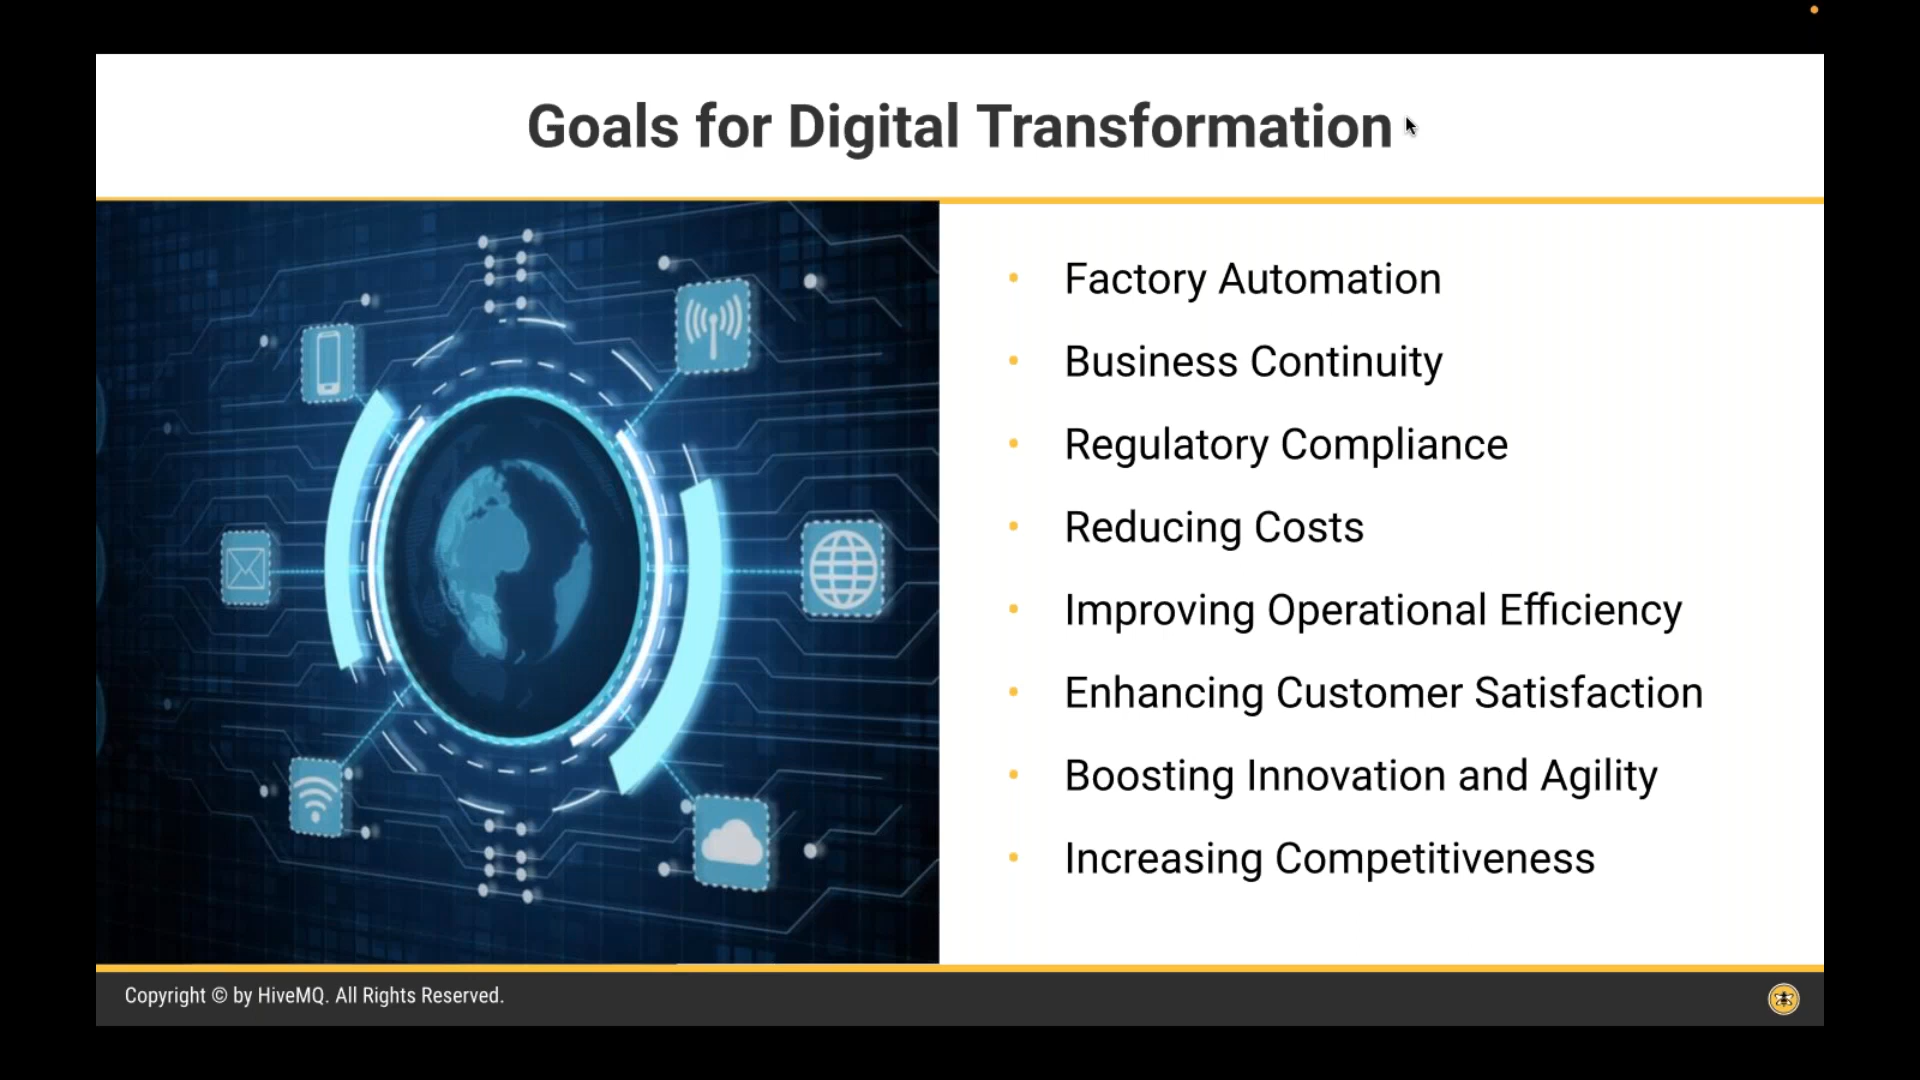 Goals for Digital Transformation
• Factory Automation
• Business Continuity
• Regulatory Compliance
• Reducing Costs
• Improving Operational Efficiency
• Enhancing Customer Satisfaction
• Boosting Innovation and Agility
• Increasing Competitiveness
Copyright © by HiveMQ. All Rights Reserved.